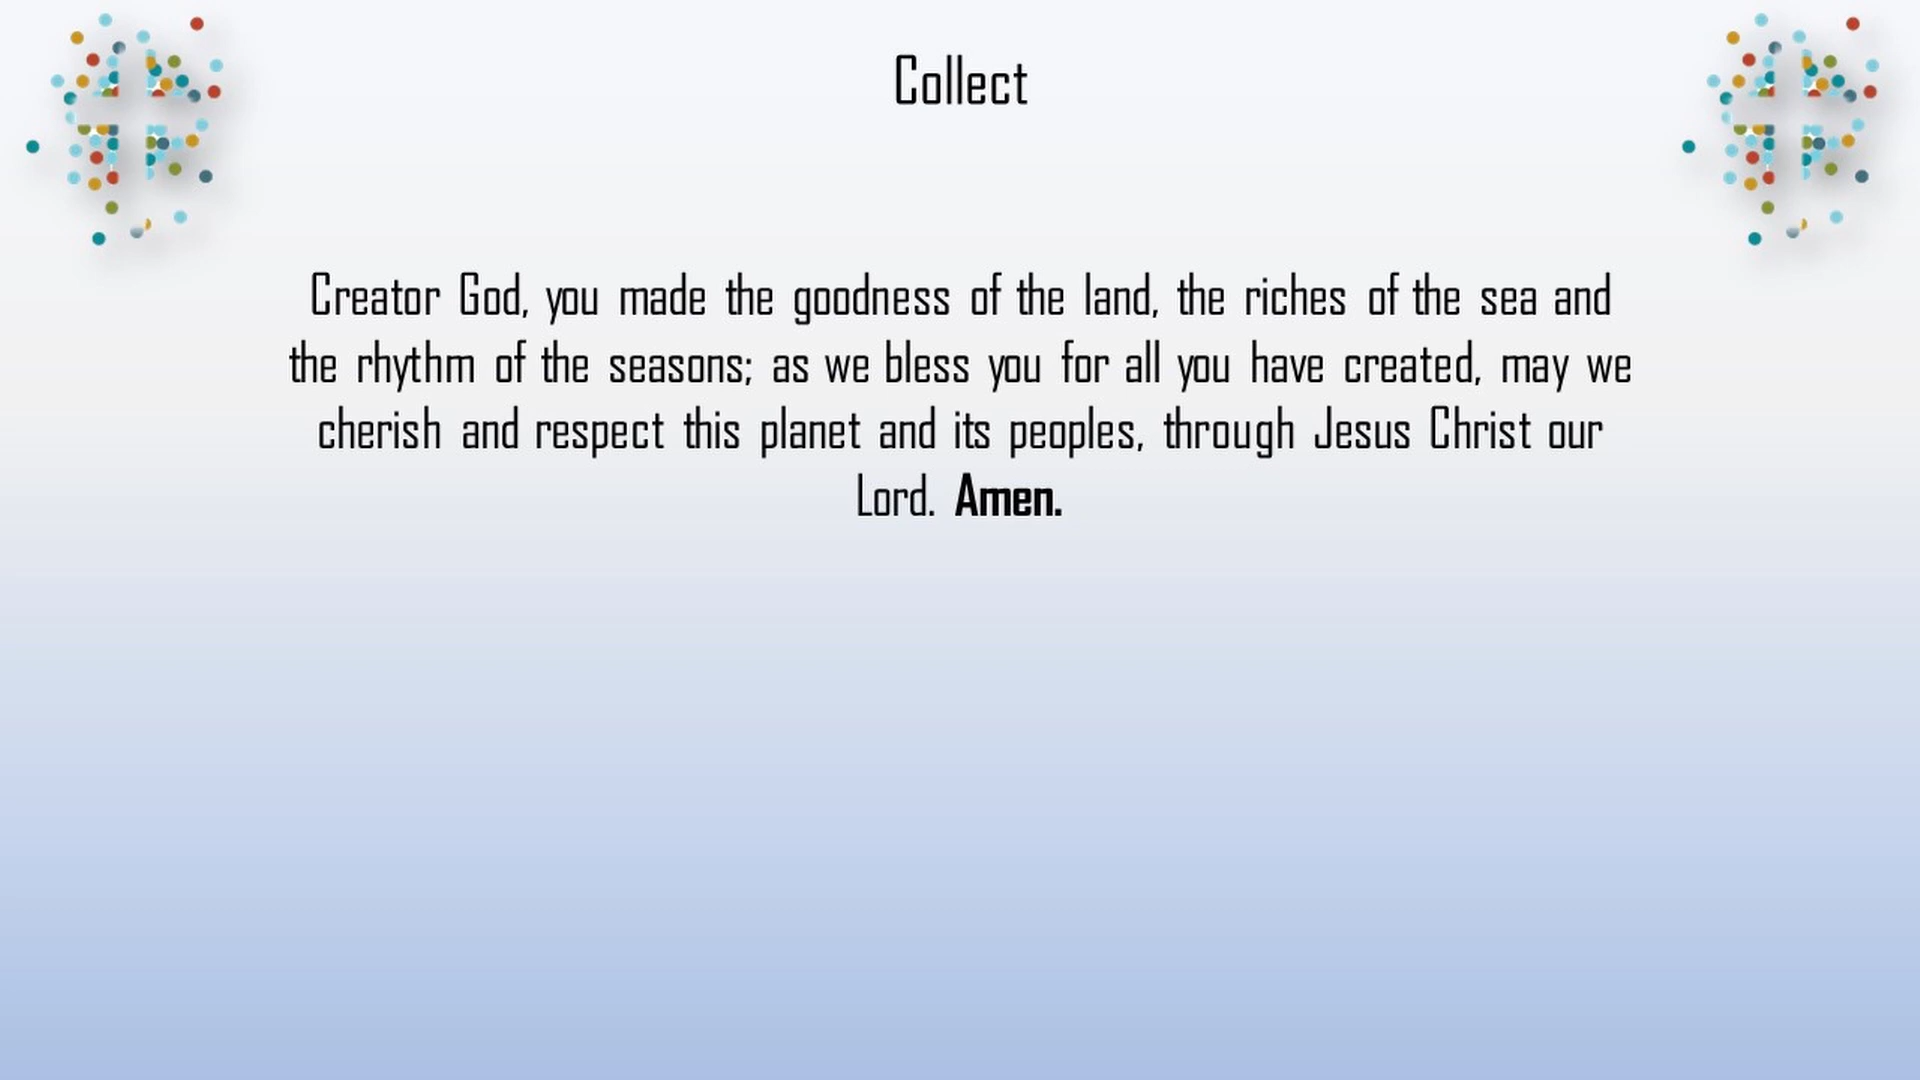 Collect
Creator God, you made the goodness of the land, the riches of the sea and
the rhythm of the seasons; as we bless you for all you have created, may we
cherish and respect this planet and its peoples, through Jesus Christ our
Lord. Amen.